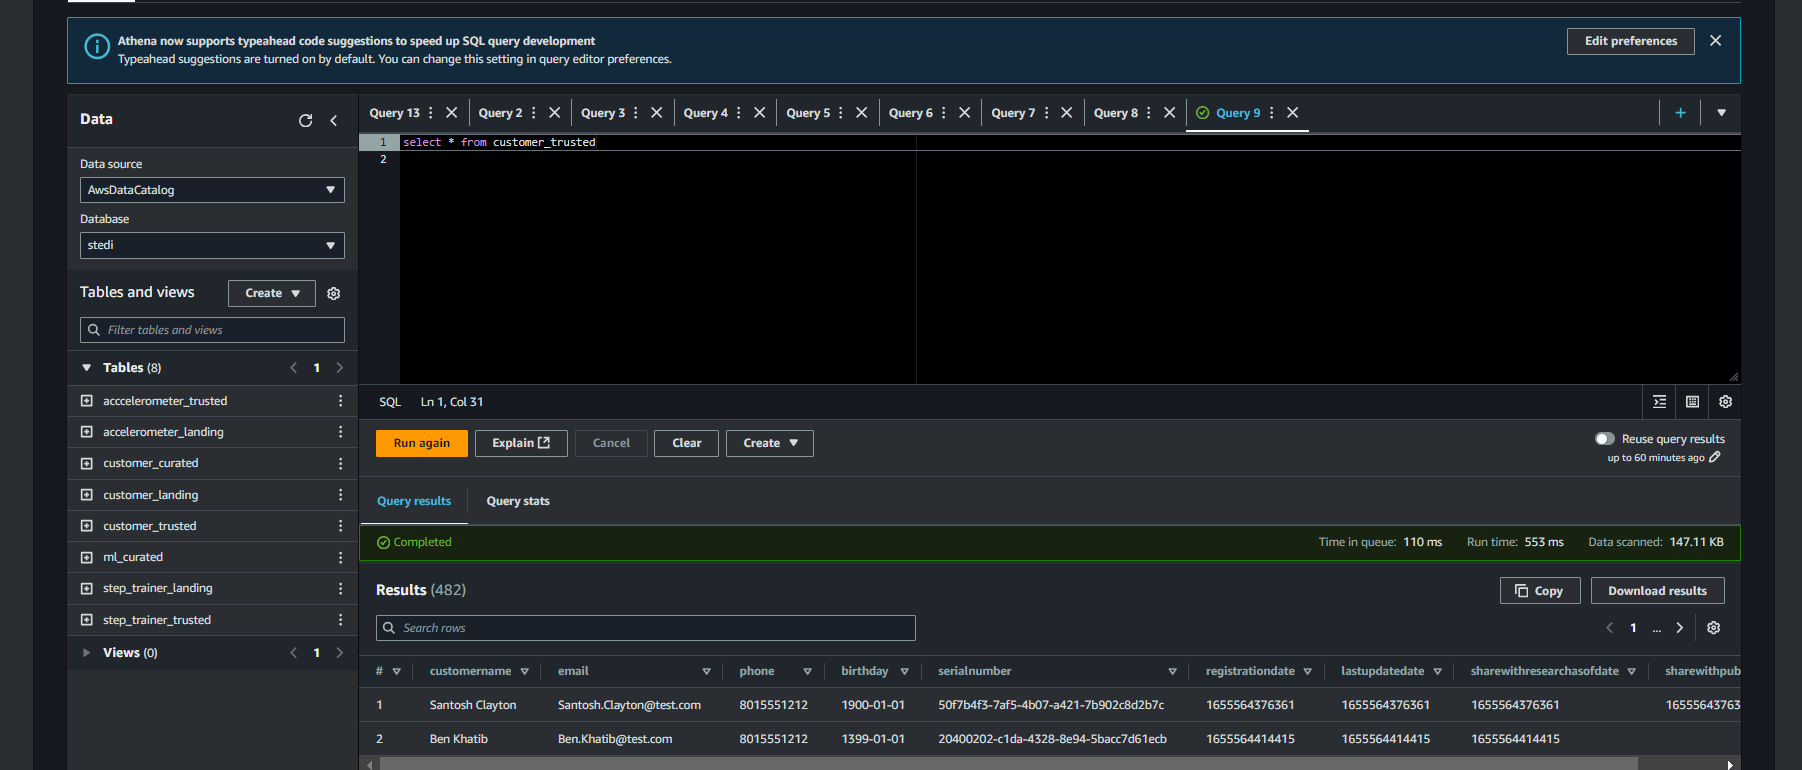 Athena now supports typeahead code suggestions to speed up SQL query development
Typeahead suggestions are turned on by default. You can change this setting in query editor preferences.
Edit preferences
Data
Data source
AwsDataCatalog
Database
stedi
Tables and views
Create
Filter tables and views
Tables (8)
1
acccelerometer_trusted
accelerometer_landing
customer_curated
customer_landing
customer_trusted
ml_curated
step_trainer_landing
step_trainer_trusted
Views (0)
1
Query 13 Query 2 Query 3 Query 4 Query 5 Query 6 Query 7 Query 8 Query 9
1 select * from customer_trusted
2
SQL Ln 1, Col 31
Run again Explain Cancel Clear Create
Reuse query results
up to 60 minutes ago
Query results Query stats
Completed
Time in queue: 110 ms Run time: 553 ms Data scanned: 147.11 KB
Results (482)
Copy Download results
Search rows
1 ...
# customername email phone birthday serialnumber registrationdate lastupdatedate sharewithresearchasofdate sharewithpub
1 Santosh Clayton Santosh.Clayton@test.com 8015551212 1900-01-01 50f7b4f3-7af5-4b07-a421-7b902c8d2b7c 1655564376361 1655564376361 1655564376361 16555643763
2 Ben Khatib Ben.Khatib@test.com 8015551212 1399-01-01 20400202-c1da-4328-8e94-5bacc7d61ecb 1655564414415 1655564414415 1655564414415